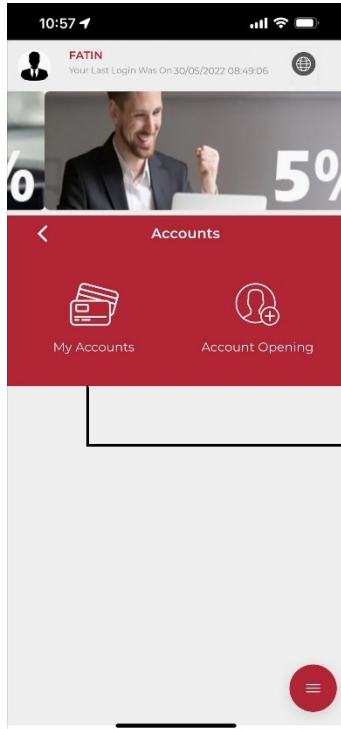 10:57
FATIN
Your Last Login Was On 30/05/2022 08:49:06
%
5%
Accounts
My Accounts
Account Opening